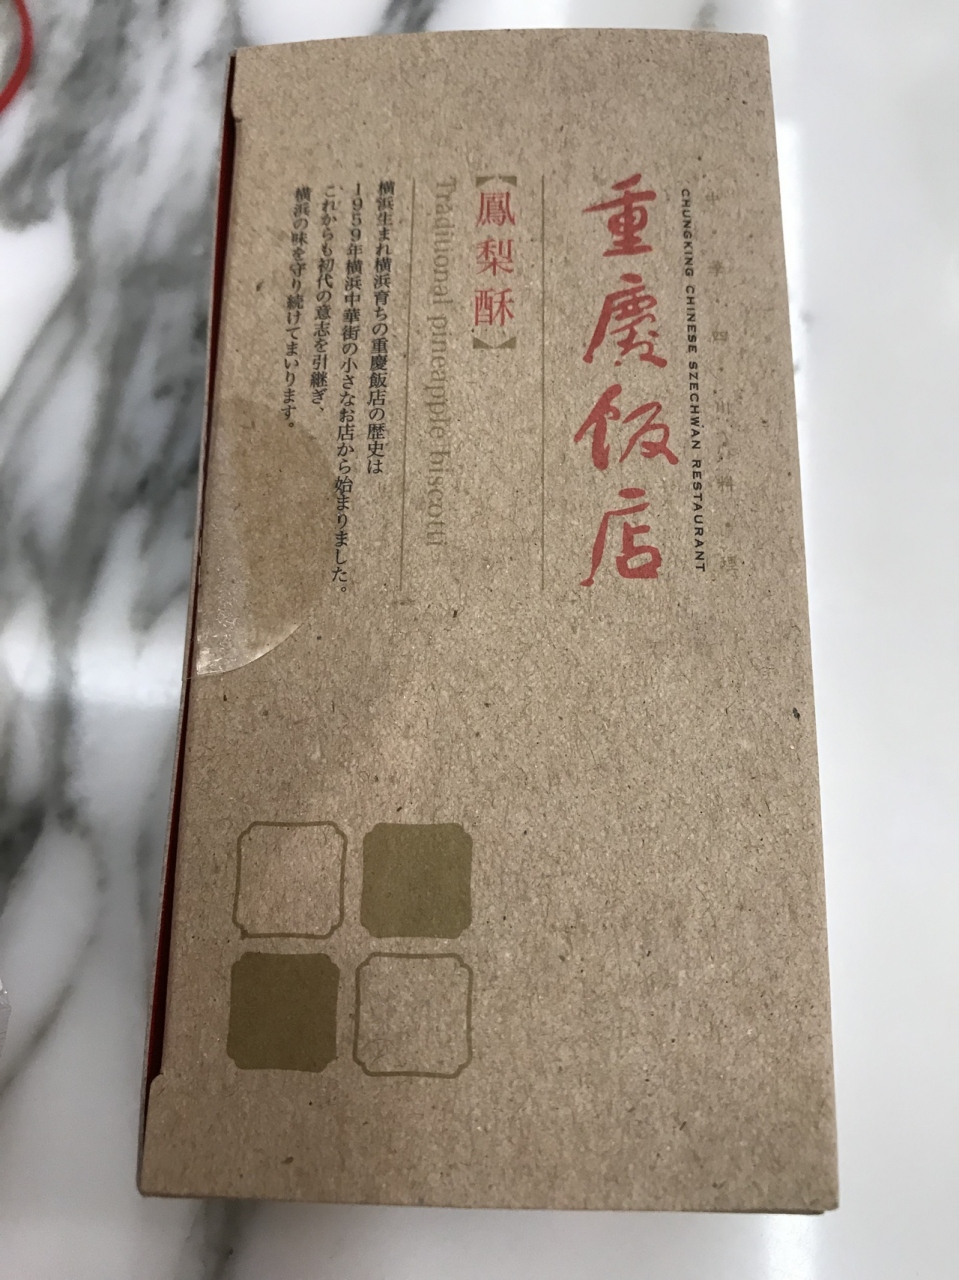 中・華・四・川・料・理
CHUNGKING CHINESE SZECHWAN RESTAURANT
重慶飯店
【鳳梨酥】
Traditional pineapple biscotti
横浜生まれ横浜育ちの重慶飯店の歴史は
1959年横浜中華街の小さなお店から始まりました。
これからも初代の意志を引継ぎ、
横浜の味を守り続けてまいります。